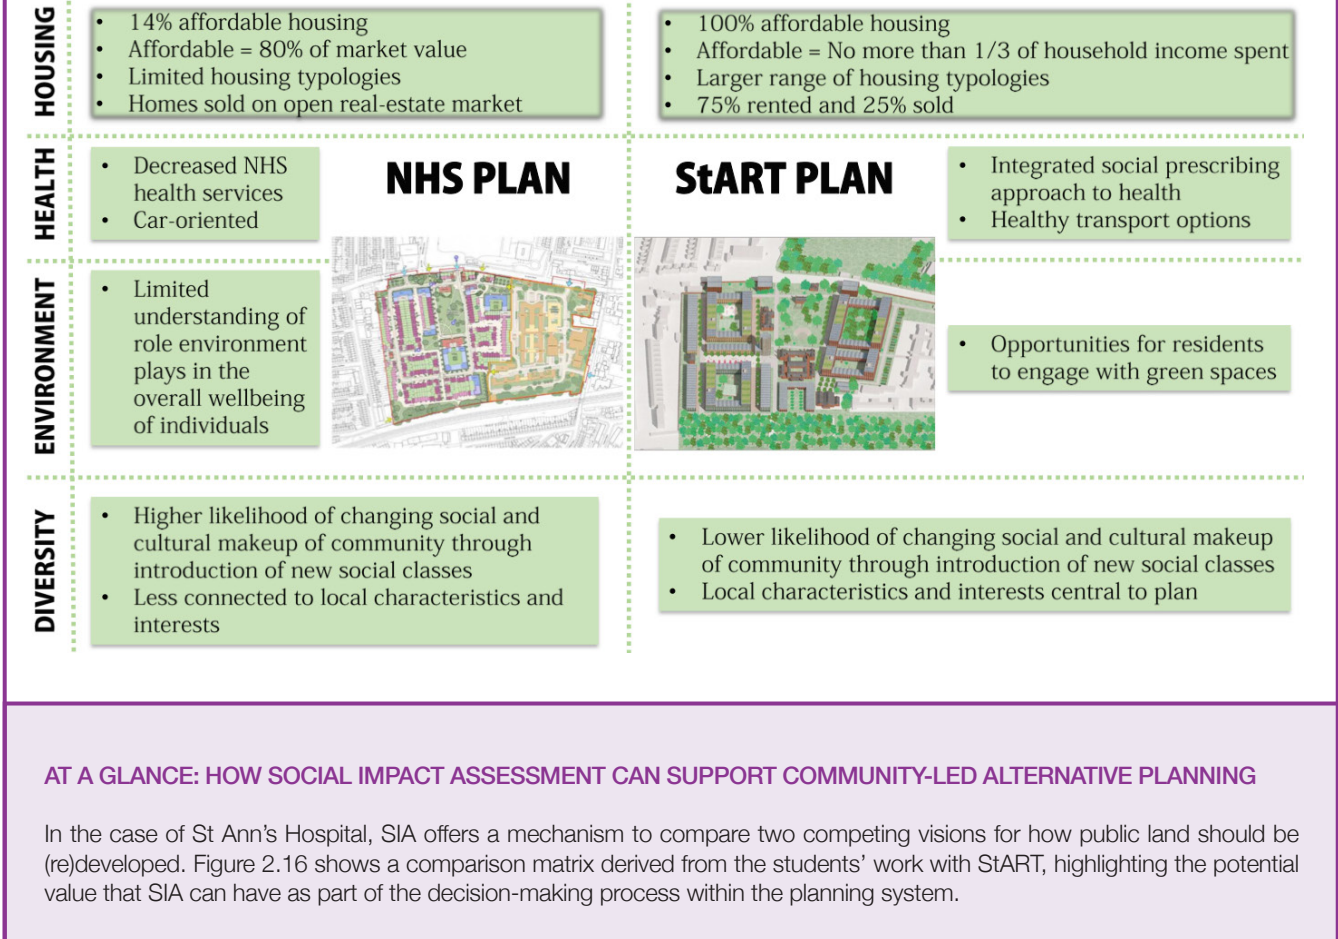 HOUSING
• 14% affordable housing
• Affordable = 80% of market value
• Limited housing typologies
• Homes sold on open real-estate market
• 100% affordable housing
• Affordable = No more than 1/3 of household income spent
• Larger range of housing typologies
• 75% rented and 25% sold
HEALTH
• Decreased NHS
health services
• Car-oriented
NHS PLAN
StART PLAN
• Integrated social prescribing
approach to health
• Healthy transport options
ENVIRONMENT
• Limited
understanding of
role environment
plays in the
overall wellbeing
of individuals
• Opportunities for residents
to engage with green spaces
DIVERSITY
• Higher likelihood of changing social and
cultural makeup of community through
introduction of new social classes
• Less connected to local characteristics and
interests
• Lower likelihood of changing social and cultural makeup
of community through introduction of new social classes
• Local characteristics and interests central to plan
AT A GLANCE: HOW SOCIAL IMPACT ASSESSMENT CAN SUPPORT COMMUNITY-LED ALTERNATIVE PLANNING
In the case of St Ann’s Hospital, SIA offers a mechanism to compare two competing visions for how public land should be
(re)developed. Figure 2.16 shows a comparison matrix derived from the students’ work with StART, highlighting the potential
value that SIA can have as part of the decision-making process within the planning system.